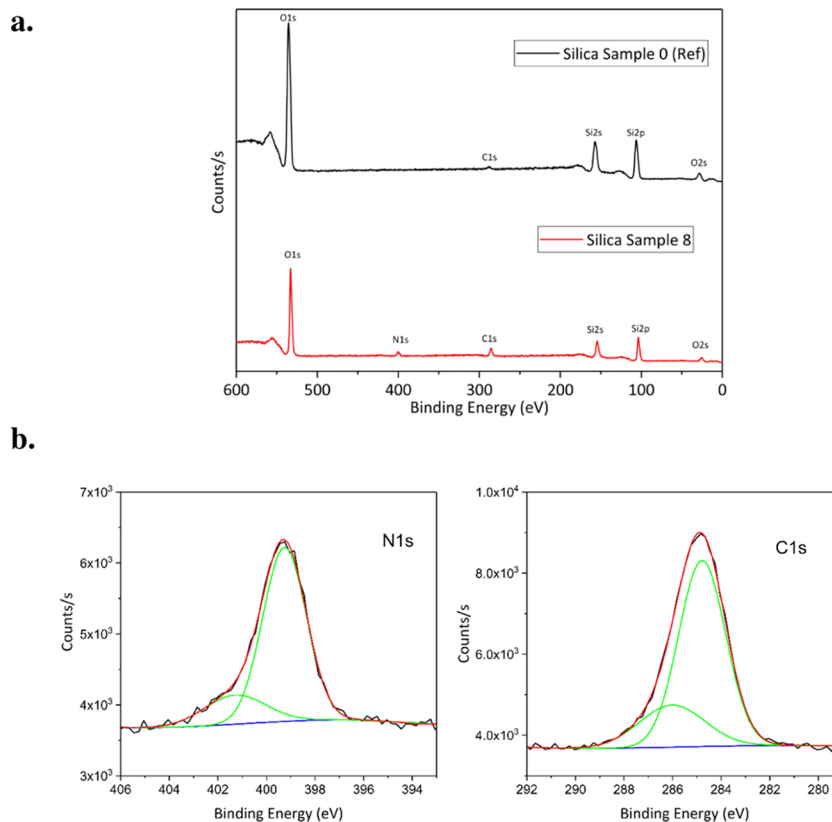 a.
O1s
Silica Sample 0 (Ref)
Si2s
Si2p
C1s
O2s
Counts/s
Silica Sample 8
O1s
N1s
C1s
Si2s
Si2p
O2s
600 500 400 300 200 100 0
Binding Energy (eV)
b.
7x10³
6x10³
5x10³
4x10³
3x10³
N1s
Counts/s
406 404 402 400 398 396 394
Binding Energy (eV)
1.0x10⁴
8.0x10³
6.0x10³
4.0x10³
C1s
Counts/s
292 290 288 286 284 282 280
Binding Energy (eV)